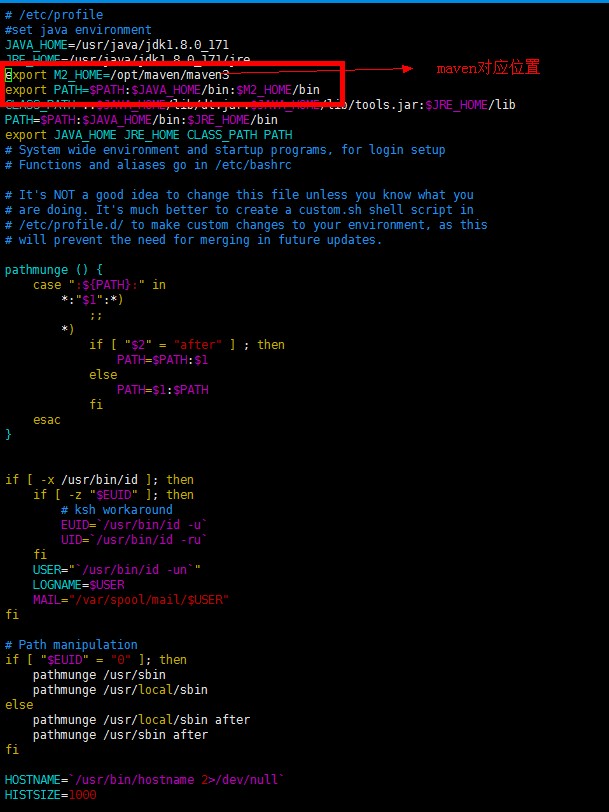 # /etc/profile
#set java environment
JAVA_HOME=/usr/java/jdk1.8.0_171
JRE_HOME=/usr/java/jdk1.8.0_171/jre
export M2_HOME=/opt/maven/maven3
maven对应位置
export PATH=$PATH:$JAVA_HOME/bin:$M2_HOME/bin
CLASS_PATH=.:$JAVA_HOME/lib/dt.jar:$JAVA_HOME/lib/tools.jar:$JRE_HOME/lib
PATH=$PATH:$JAVA_HOME/bin:$JRE_HOME/bin
export JAVA_HOME JRE_HOME CLASS_PATH PATH
# System wide environment and startup programs, for login setup
# Functions and aliases go in /etc/bashrc
# It's NOT a good idea to change this file unless you know what you
# are doing. It's much better to create a custom.sh shell script in
# /etc/profile.d/ to make custom changes to your environment, as this
# will prevent the need for merging in future updates.
pathmunge () {
case ":${PATH}:" in
*:"$1":*)
;;
*)
if [ "$2" = "after" ] ; then
PATH=$PATH:$1
else
PATH=$1:$PATH
fi
esac
}
if [ -x /usr/bin/id ]; then
if [ -z "$EUID" ]; then
# ksh workaround
EUID=`/usr/bin/id -u`
UID=`/usr/bin/id -ru`
fi
USER="`/usr/bin/id -un`"
LOGNAME=$USER
MAIL="/var/spool/mail/$USER"
fi
# Path manipulation
if [ "$EUID" = "0" ]; then
pathmunge /usr/sbin
pathmunge /usr/local/sbin
else
pathmunge /usr/local/sbin after
pathmunge /usr/sbin after
fi
HOSTNAME=`/usr/bin/hostname 2>/dev/null`
HISTSIZE=1000